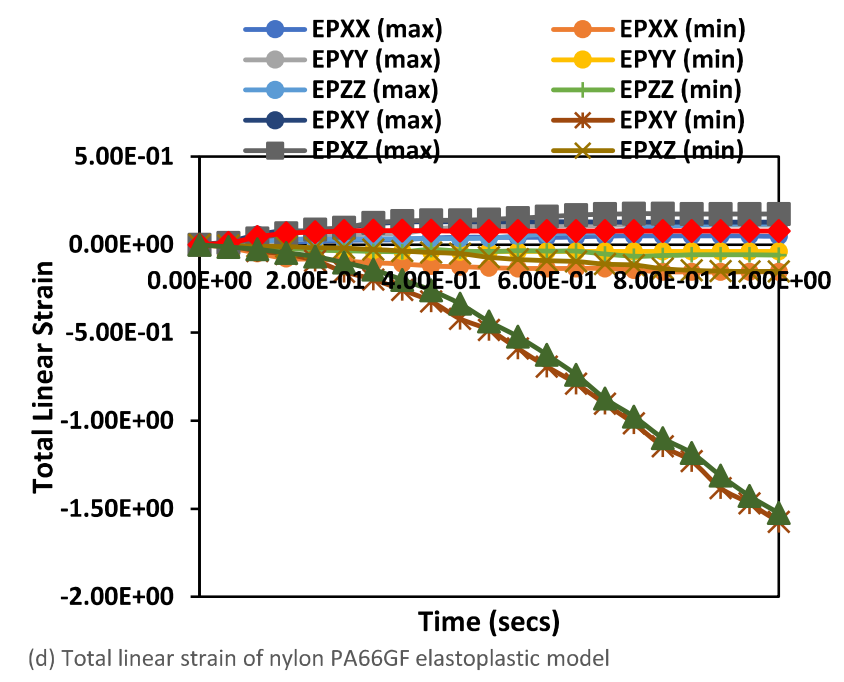 EPXX (max) EPXX (min)
EPYY (max) EPYY (min)
EPZZ (max) EPZZ (min)
EPXY (max) EPXY (min)
EPXZ (max) EPXZ (min)
5.00E-01
0.00E+00
0.00E+00 2.00E-01 4.00E-01 6.00E-01 8.00E-01 1.00E+00
-5.00E-01
-1.00E+00
-1.50E+00
-2.00E+00
Total Linear Strain
Time (secs)
(d) Total linear strain of nylon PA66GF elastoplastic model